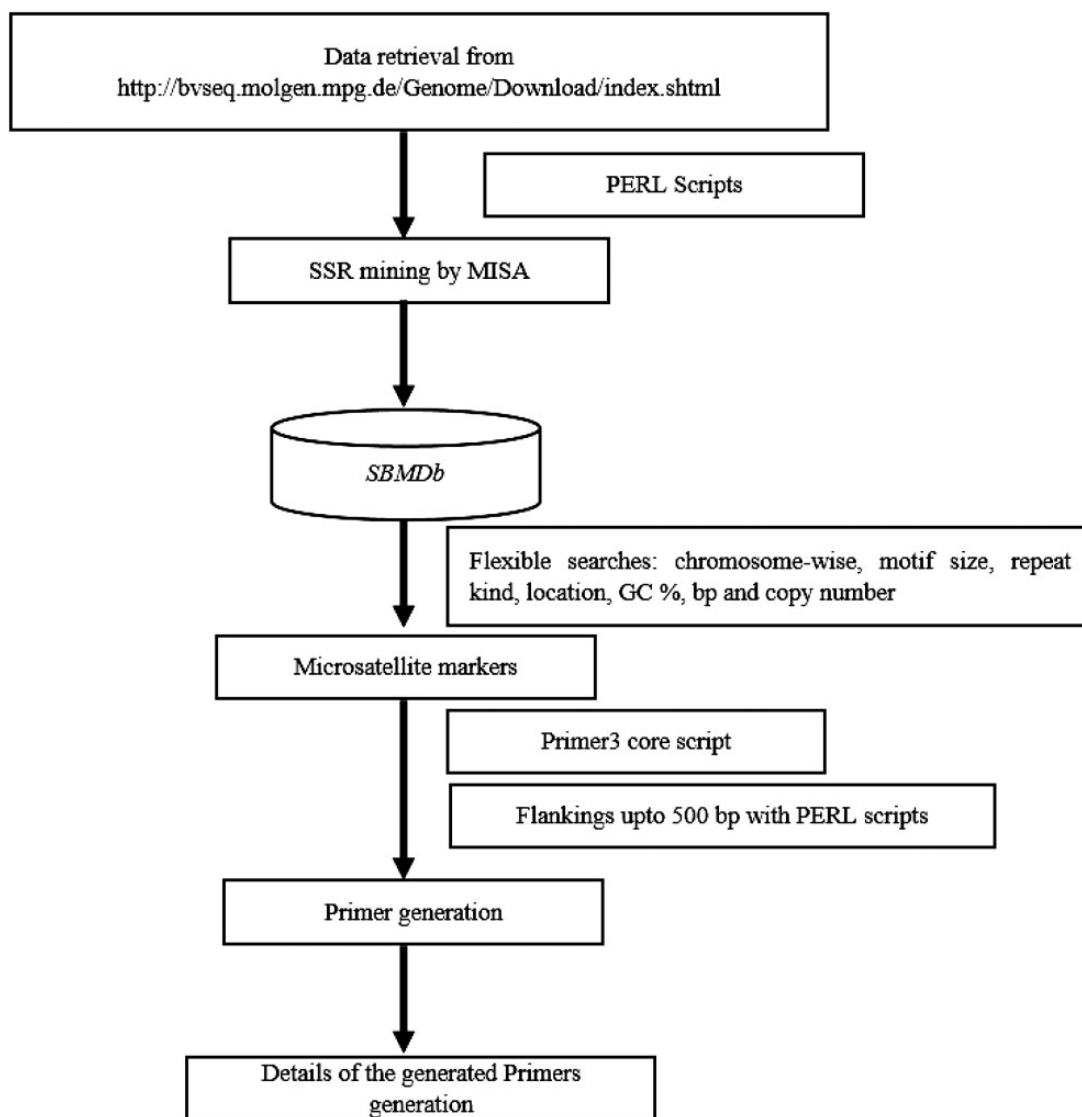 Data retrieval from
http://bvseq.molgen.mpg.de/Genome/Download/index.shtml
PERL Scripts
SSR mining by MISA
SBMDb
Flexible searches: chromosome-wise, motif size, repeat
kind, location, GC %, bp and copy number
Microsatellite markers
Primer3 core script
Flankings upto 500 bp with PERL scripts
Primer generation
Details of the generated Primers
generation